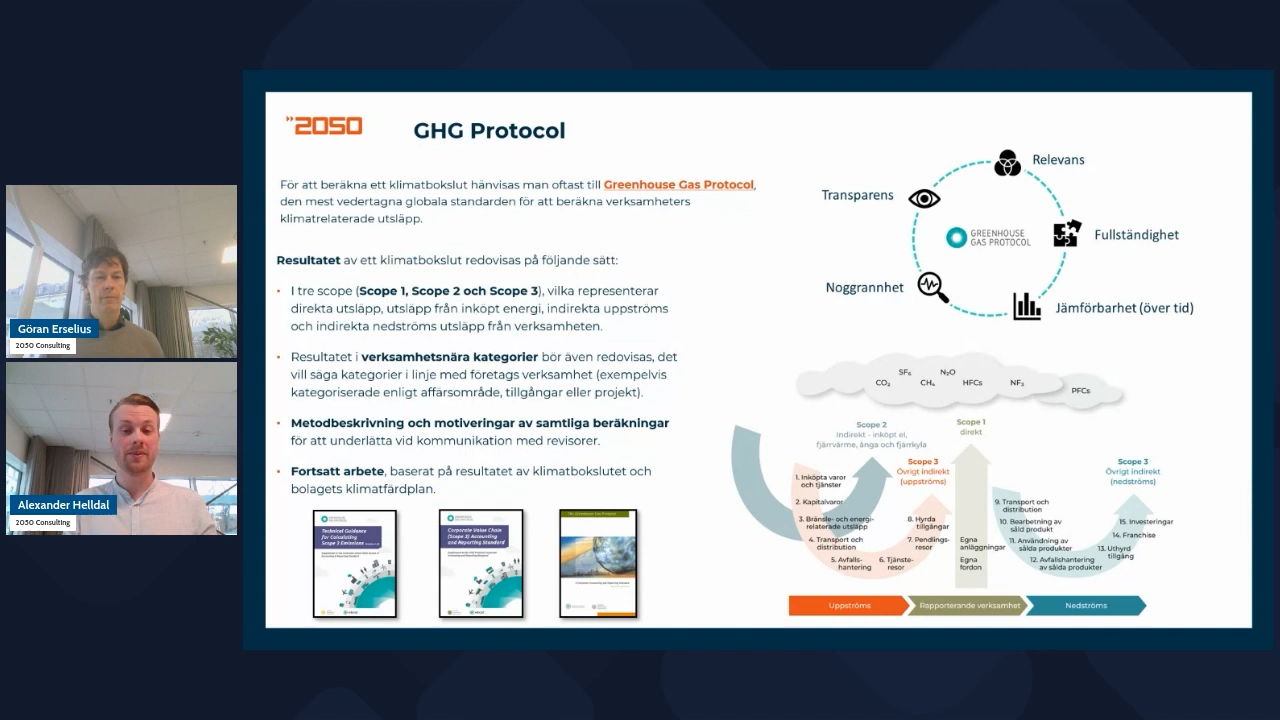 Göran Erselius
2050 Consulting
Alexander Helldal
2050 Consulting
2050
GHG Protocol
För att beräkna ett klimatbokslut hänvisas man oftast till Greenhouse Gas Protocol,
den mest vedertagna globala standarden för att beräkna verksamheters
klimatrelaterade utsläpp.
Resultatet av ett klimatbokslut redovisas på följande sätt:
• I tre scope (Scope 1, Scope 2 och Scope 3), vilka representerar
direkta utsläpp, utsläpp från inköpt energi, indirekta uppströms
och indirekta nedströms utsläpp från verksamheten.
• Resultatet i verksamhetsnära kategorier bör även redovisas, det
vill säga kategorier i linje med företags verksamhet (exempelvis
kategoriserade enligt affärsområde, tillgångar eller projekt).
• Metodbeskrivning och motiveringar av samtliga beräkningar
för att underlätta vid kommunikation med revisorer.
• Fortsatt arbete, baserat på resultatet av klimatbokslutet och
bolagets klimatfärdplan.
Technical Guidance
for Calculating
Scope 3 Emissions
Corporate Value Chain
(Scope 3) Accounting
and Reporting Standard
The Greenhouse Gas Protocol
Relevans
Transparens
Fullständighet
GREENHOUSE
GAS PROTOCOL
Noggrannhet
Jämförbarhet (över tid)
CO₂
SF₆
CH₄
N₂O
HFCs
NF₃
PFCs
Scope 2
Indirekt - inköpt el,
fjärrvärme, ånga och fjärrkyla
Scope 1
direkt
Scope 3
Övrigt indirekt
(uppströms)
Scope 3
Övrigt indirekt
(nedströms)
1. Inköpta varor
och tjänster
2. Kapitalvaror
3. Bränsle- och energi-
relaterade utsläpp
4. Transport och
distribution
5. Avfalls-
hantering
6. Tjänste-
resor
7. Pendlings-
resor
8. Hyrda
tillgångar
Egna
anläggningar
Egna
fordon
9. Transport och
distribution
10. Bearbetning av
såld produkt
11. Användning av
sålda produkter
12. Avfallshantering
av sålda produkter
13. Uthyrd
tillgång
14. Franchise
15. Investeringar
Uppströms
Rapporterande verksamhet
Nedströms